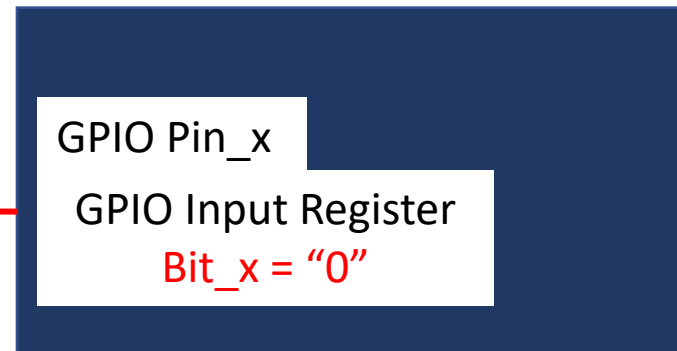 GPIO Pin_x
GPIO Input Register
Bit_x = “0”